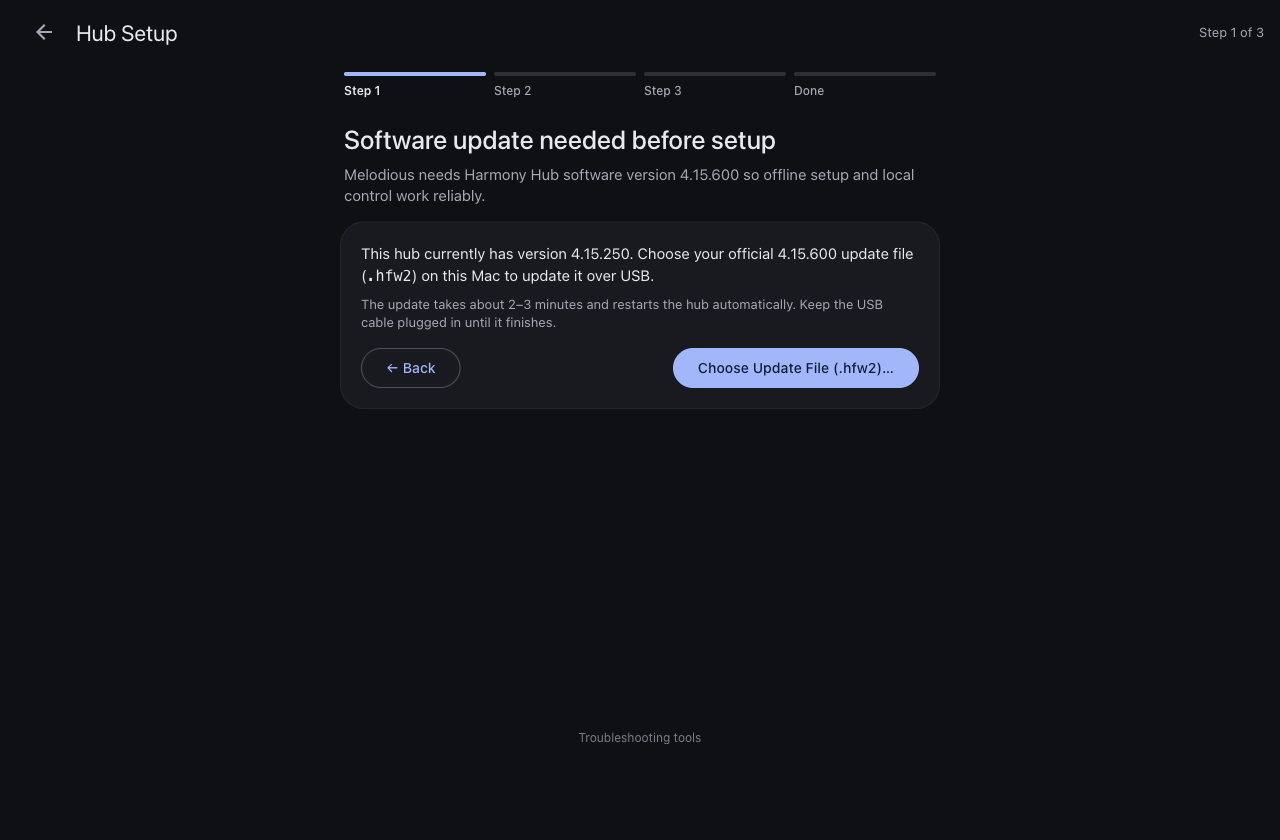 Hub Setup
Step 1 of 3
Step 1
Step 2
Step 3
Done
Software update needed before setup
Melodious needs Harmony Hub software version 4.15.600 so offline setup and local
control work reliably.
This hub currently has version 4.15.250. Choose your official 4.15.600 update file
(.hfw2) on this Mac to update it over USB.
The update takes about 2–3 minutes and restarts the hub automatically. Keep the USB
cable plugged in until it finishes.
← Back
Choose Update File (.hfw2)...
Troubleshooting tools